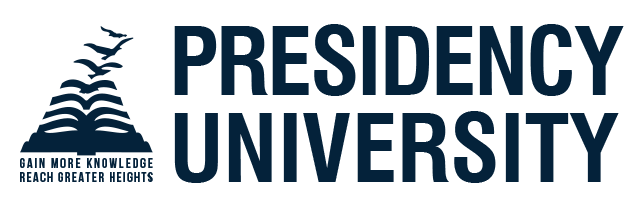 PRESIDENCY
UNIVERSITY
GAIN MORE KNOWLEDGE
REACH GREATER HEIGHTS